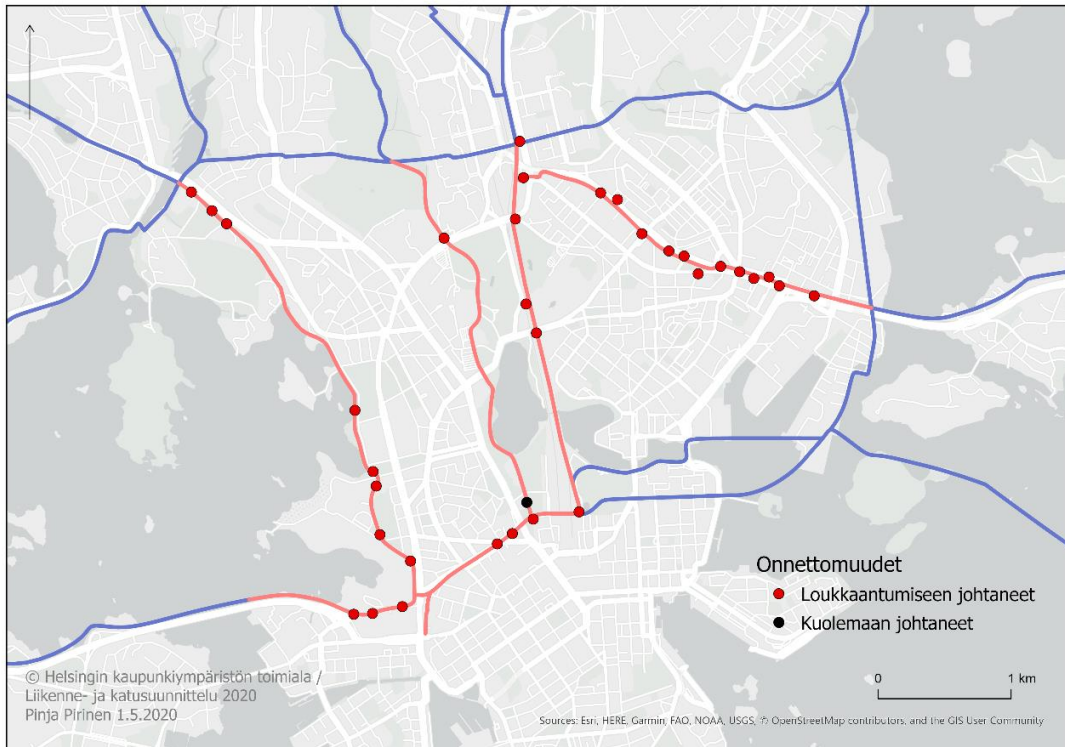 Onnettomuudet
Loukkaantumiseen johtaneet
Kuolemaan johtaneet
© Helsingin kaupunkiympäristön toimiala /
Liikenne- ja katusuunnittelu 2020
Pinja Pirinen 1.5.2020
0 1 km
Sources: Esri, HERE, Garmin, FAO, NOAA, USGS, © OpenStreetMap contributors, and the GIS User Community